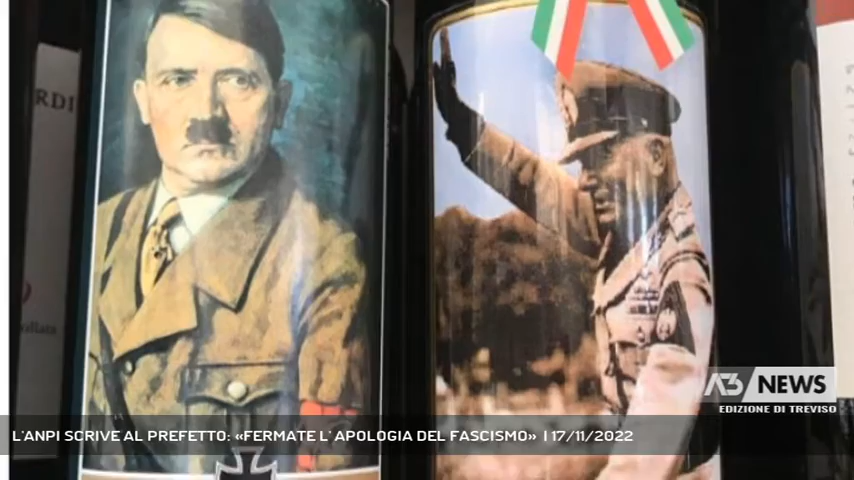 RDI
A3 NEWS
EDIZIONE DI TREVISO
L'ANPI SCRIVE AL PREFETTO: «FERMATE L' APOLOGIA DEL FASCISMO» | 17/11/2022